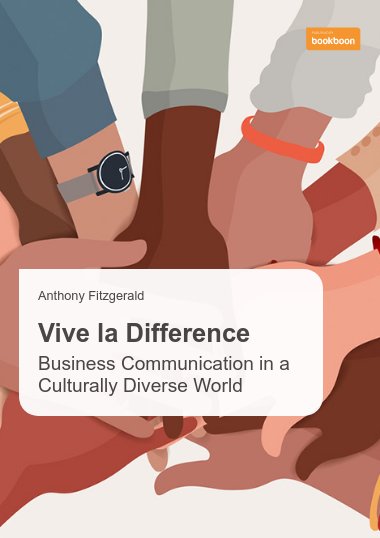 bookboon
Anthony Fitzgerald
Vive la Difference
Business Communication in a
Culturally Diverse World